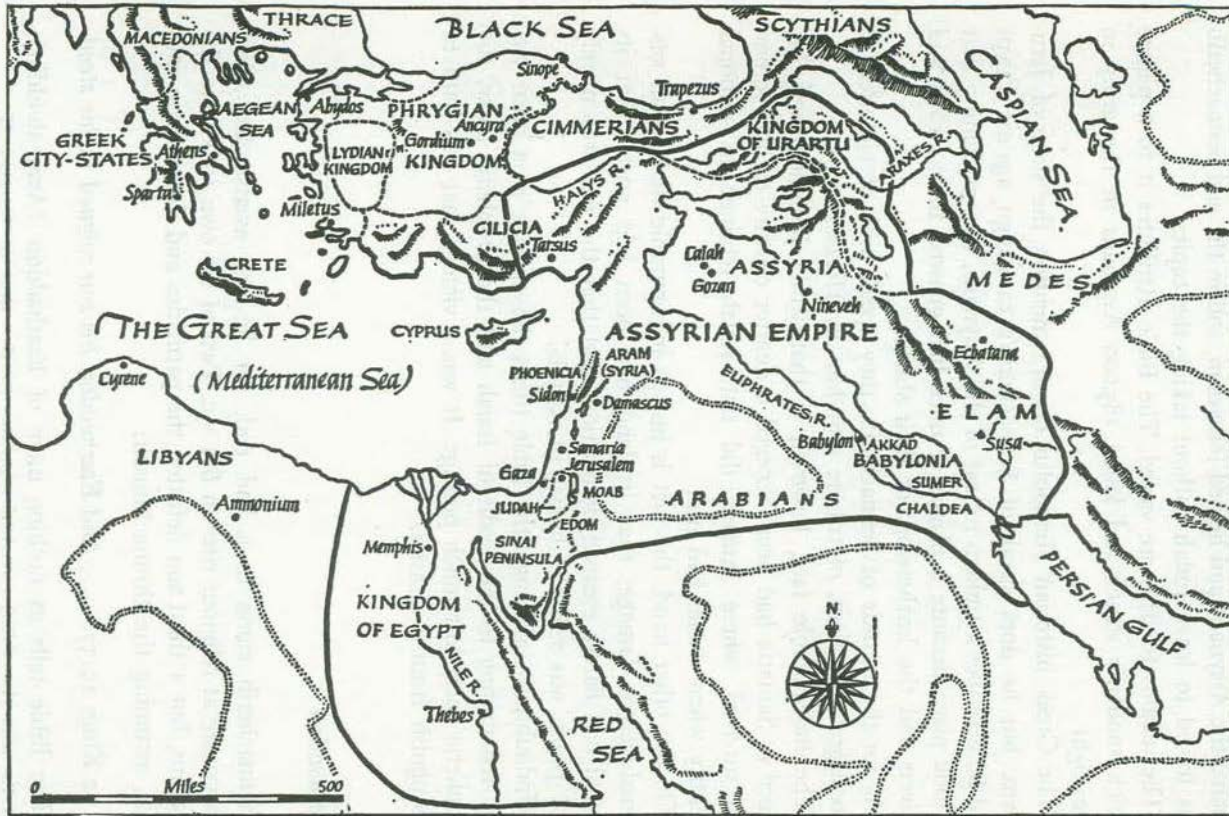 THRACE
BLACK SEA
SCYTHIANS
MACEDONIANS
CASPIAN SEA
Sinope
Trapezus
AEGEAN
SEA
Abydos
PHRYGIAN
KINGDOM
Gordium
Ancyra
CIMMERIANS
KINGDOM
OF URARTU
ARAXES R.
GREEK
CITY-STATES
Athens
LYDIAN
KINGDOM
Sparta
Miletus
HALYS R.
CILICIA
Tarsus
CRETE
Calah
Gozan
ASSYRIA
Nineveh
MEDES
THE GREAT SEA
(Mediterranean Sea)
CYPRUS
ASSYRIAN EMPIRE
Ecbatana
Cyrene
PHOENICIA
ARAM
(SYRIA)
Sidon
Damascus
EUPHRATES R.
ELAM
Susa
Babylon
AKKAD
BABYLONIA
SUMER
CHALDEA
LIBYANS
Samaria
Jerusalem
Gaza
MOAB
JUDAH
EDOM
ARABIANS
Ammonium
Memphis
SINAI
PENINSULA
PERSIAN GULF
KINGDOM
OF EGYPT
NILE R.
N
Thebes
RED
SEA
0 Miles 500